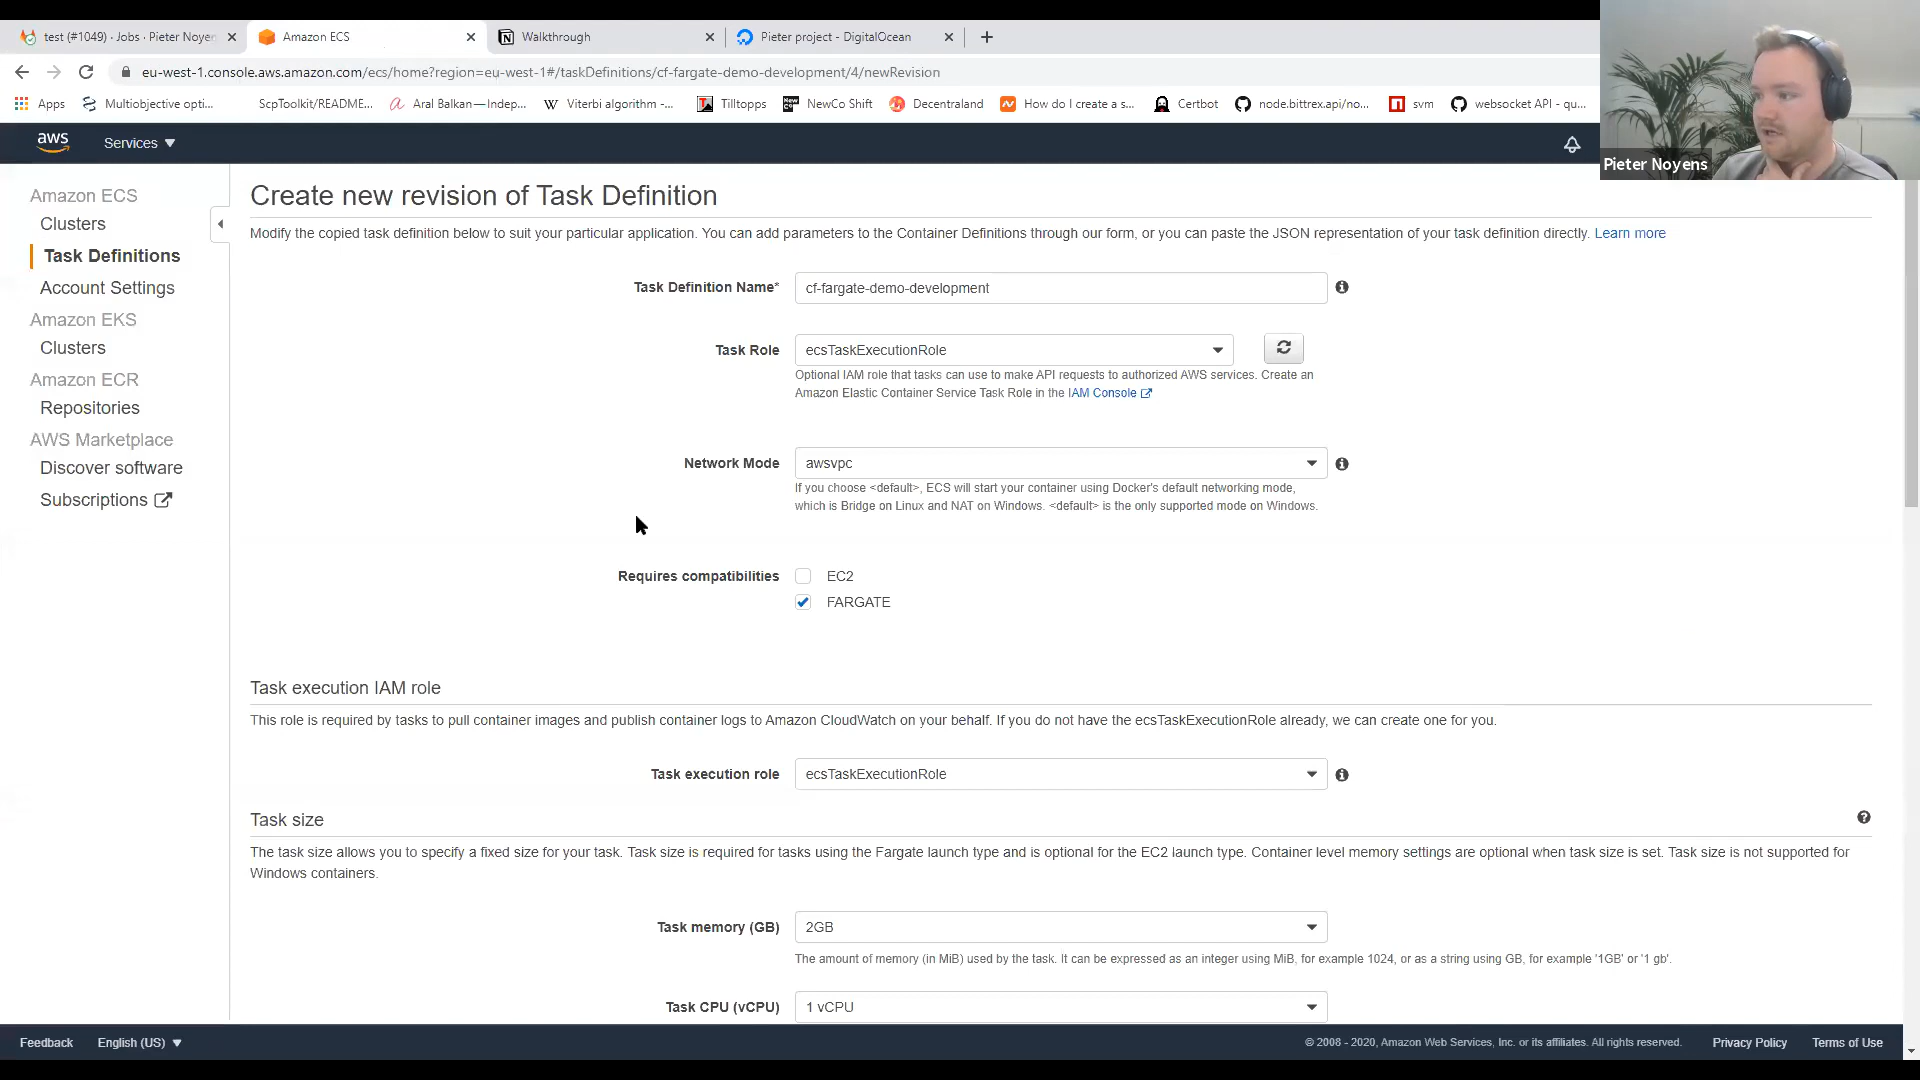 test (#1049) · Jobs · Pieter Noyen
Amazon ECS
Walkthrough
Pieter project - DigitalOcean
eu-west-1.console.aws.amazon.com/ecs/home?region=eu-west-1#/taskDefinitions/cf-fargate-demo-development/4/newRevision
Apps
Multiobjective opti...
ScpToolkit/README...
Aral Balkan — Indep...
Viterbi algorithm -...
Tilltopps
NewCo Shift
Decentraland
How do I create a s...
Certbot
node.bittrex.api/no...
svm
websocket API - qu...
Pieter Noyens
aws
Services
Amazon ECS
Clusters
Task Definitions
Account Settings
Amazon EKS
Clusters
Amazon ECR
Repositories
AWS Marketplace
Discover software
Subscriptions
Create new revision of Task Definition
Modify the copied task definition below to suit your particular application. You can add parameters to the Container Definitions through our form, or you can paste the JSON representation of your task definition directly. Learn more
Task Definition Name*
cf-fargate-demo-development
Task Role
ecsTaskExecutionRole
Optional IAM role that tasks can use to make API requests to authorized AWS services. Create an
Amazon Elastic Container Service Task Role in the IAM Console
Network Mode
awsvpc
If you choose <default>, ECS will start your container using Docker's default networking mode,
which is Bridge on Linux and NAT on Windows. <default> is the only supported mode on Windows.
Requires compatibilities
EC2
FARGATE
Task execution IAM role
This role is required by tasks to pull container images and publish container logs to Amazon CloudWatch on your behalf. If you do not have the ecsTaskExecutionRole already, we can create one for you.
Task execution role
ecsTaskExecutionRole
Task size
The task size allows you to specify a fixed size for your task. Task size is required for tasks using the Fargate launch type and is optional for the EC2 launch type. Container level memory settings are optional when task size is set. Task size is not supported for
Windows containers.
Task memory (GB)
2GB
The amount of memory (in MiB) used by the task. It can be expressed as an integer using MiB, for example 1024, or as a string using GB, for example '1GB' or '1 gb'.
Task CPU (vCPU)
1 vCPU
Feedback
English (US)
© 2008 - 2020, Amazon Web Services, Inc. or its affiliates. All rights reserved.
Privacy Policy
Terms of Use